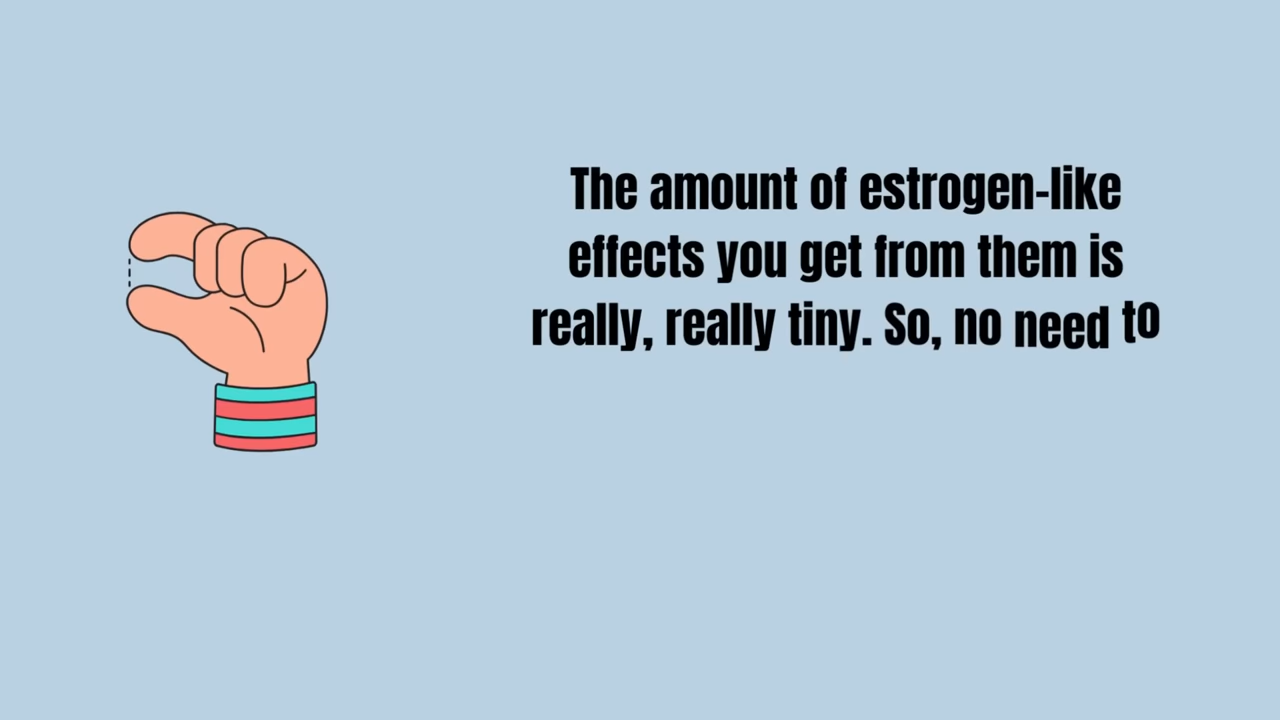 The amount of estrogen-like
effects you get from them is
really, really tiny. So, no need to